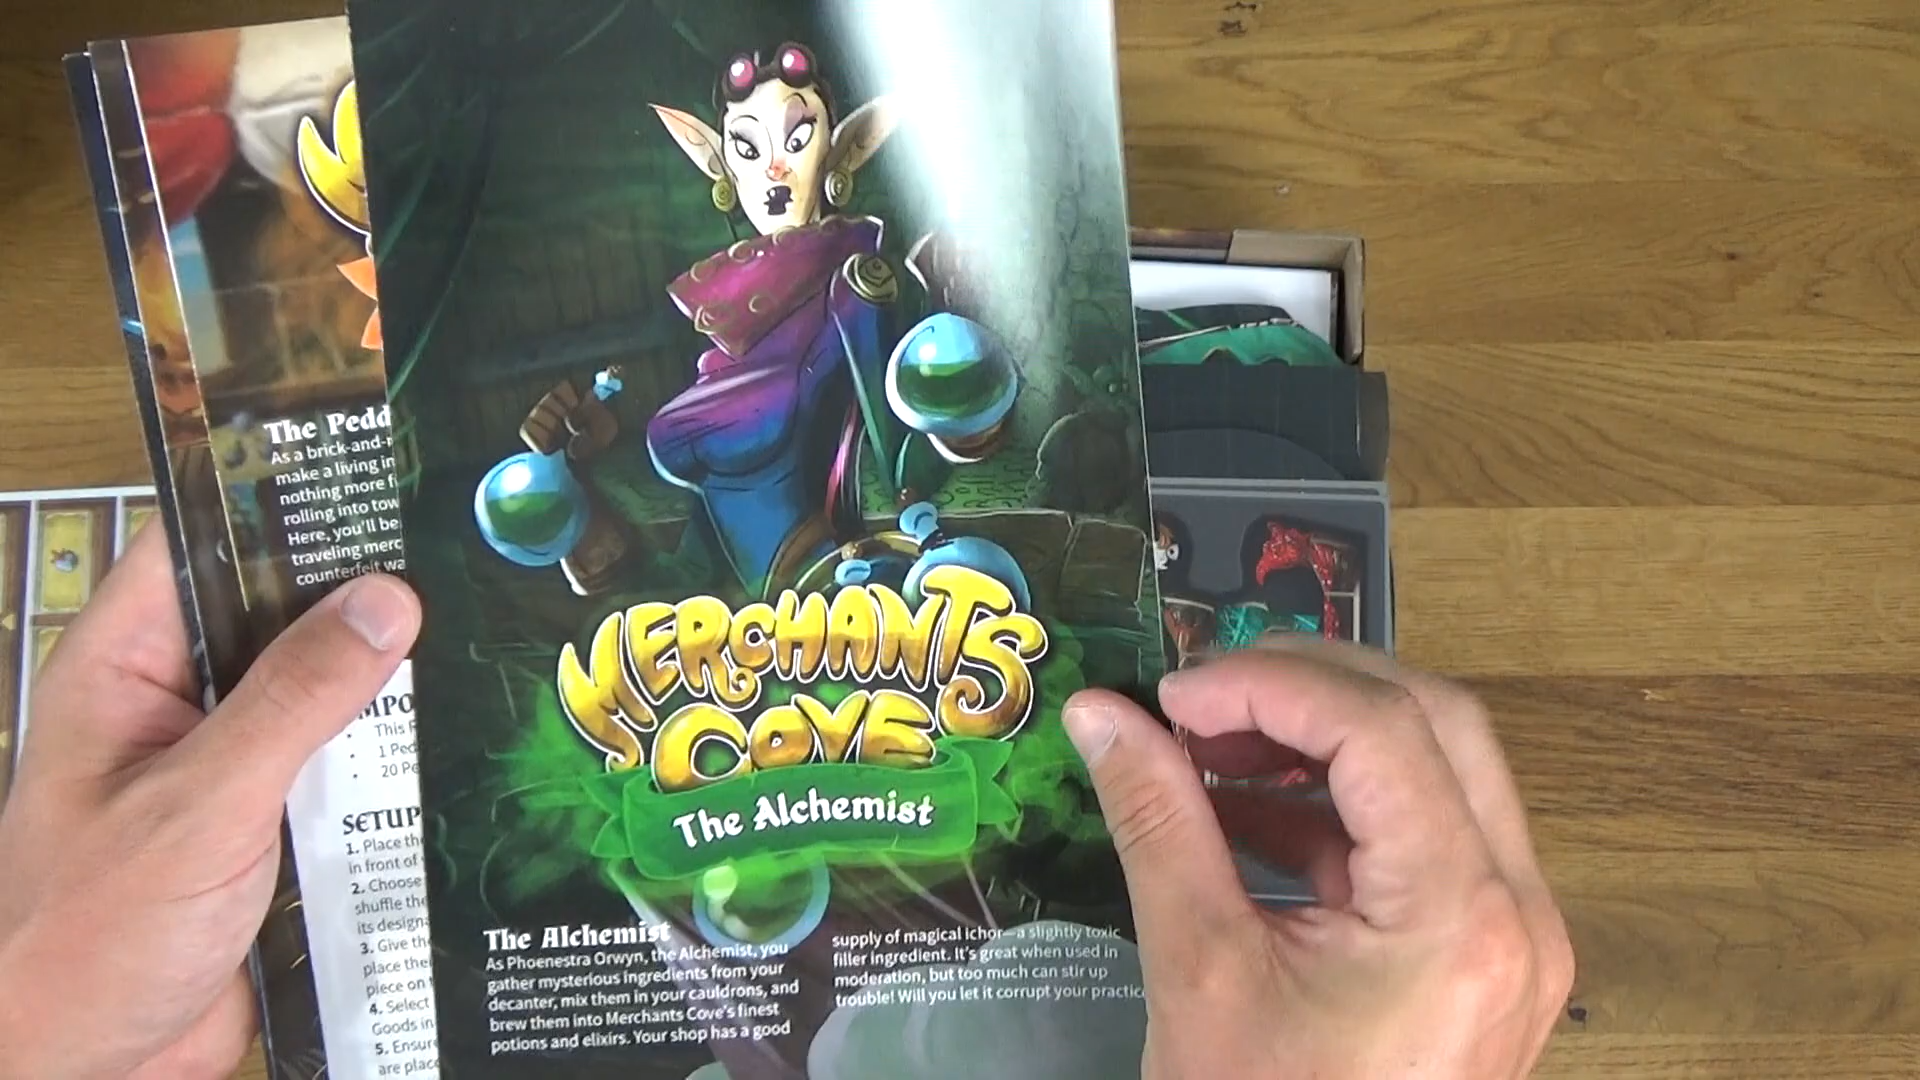 The Pedd
As a brick-and-
make a living in
nothing more f
rolling into tow
Here, you'll be
traveling merc
counterfeit wa
MPO
This
1 Ped
20 Pe
SETUP
1. Place the
in front of
2. Choose
shuffle the
its designa
3. Give the
place thei
piece on
4. Select
Goods in
5. Ensure
are place
MERCHANTS
COVE
The Alchemist
The Alchemist
As Phoenestra Orwyn, the Alchemist, you
gather mysterious ingredients from your
decanter, mix them in your cauldrons, and
brew them into Merchants Cove's finest
potions and elixirs. Your shop has a good
supply of magical ichor—a slightly toxic
filler ingredient. It's great when used in
moderation, but too much can stir up
trouble! Will you let it corrupt your practic